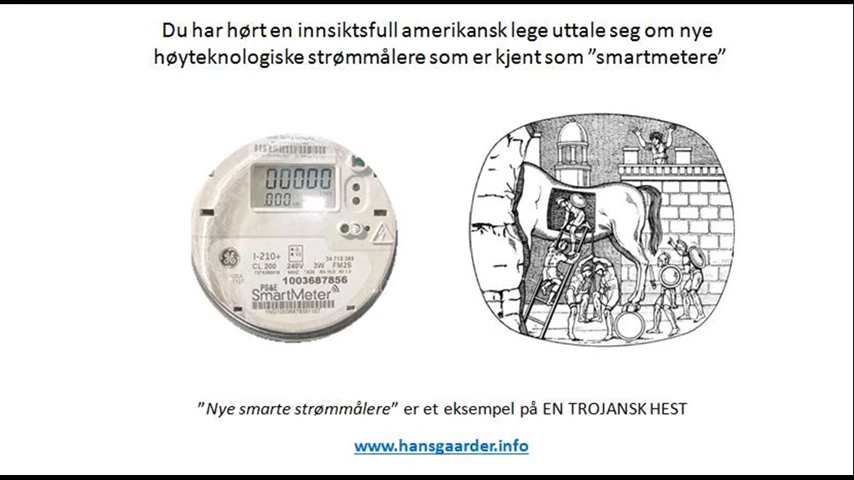 Du har hørt en innsiktsfull amerikansk lege uttale seg om nye
høyteknologiske strømmålere som er kjent som ”smartmetere”
00000
.000
I-210+
CL 200 240V 3W FM2S
1003687856
PG&E
SmartMeter
”Nye smarte strømmålere” er et eksempel på EN TROJANSK HEST
www.hansgaarder.info